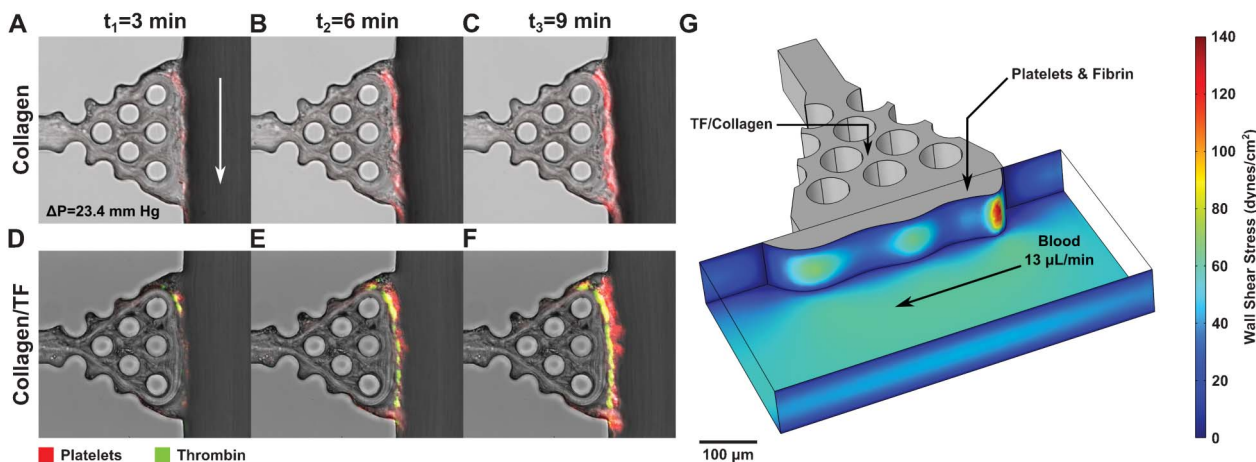 A
t₁=3 min
B
t₂=6 min
C
t₃=9 min
G
Collagen
ΔP=23.4 mm Hg
D
E
F
Collagen/TF
Platelets
Thrombin
TF/Collagen
Platelets & Fibrin
Blood
13 µL/min
100 µm
140
120
100
80
60
40
20
0
Wall Shear Stress (dynes/cm²)